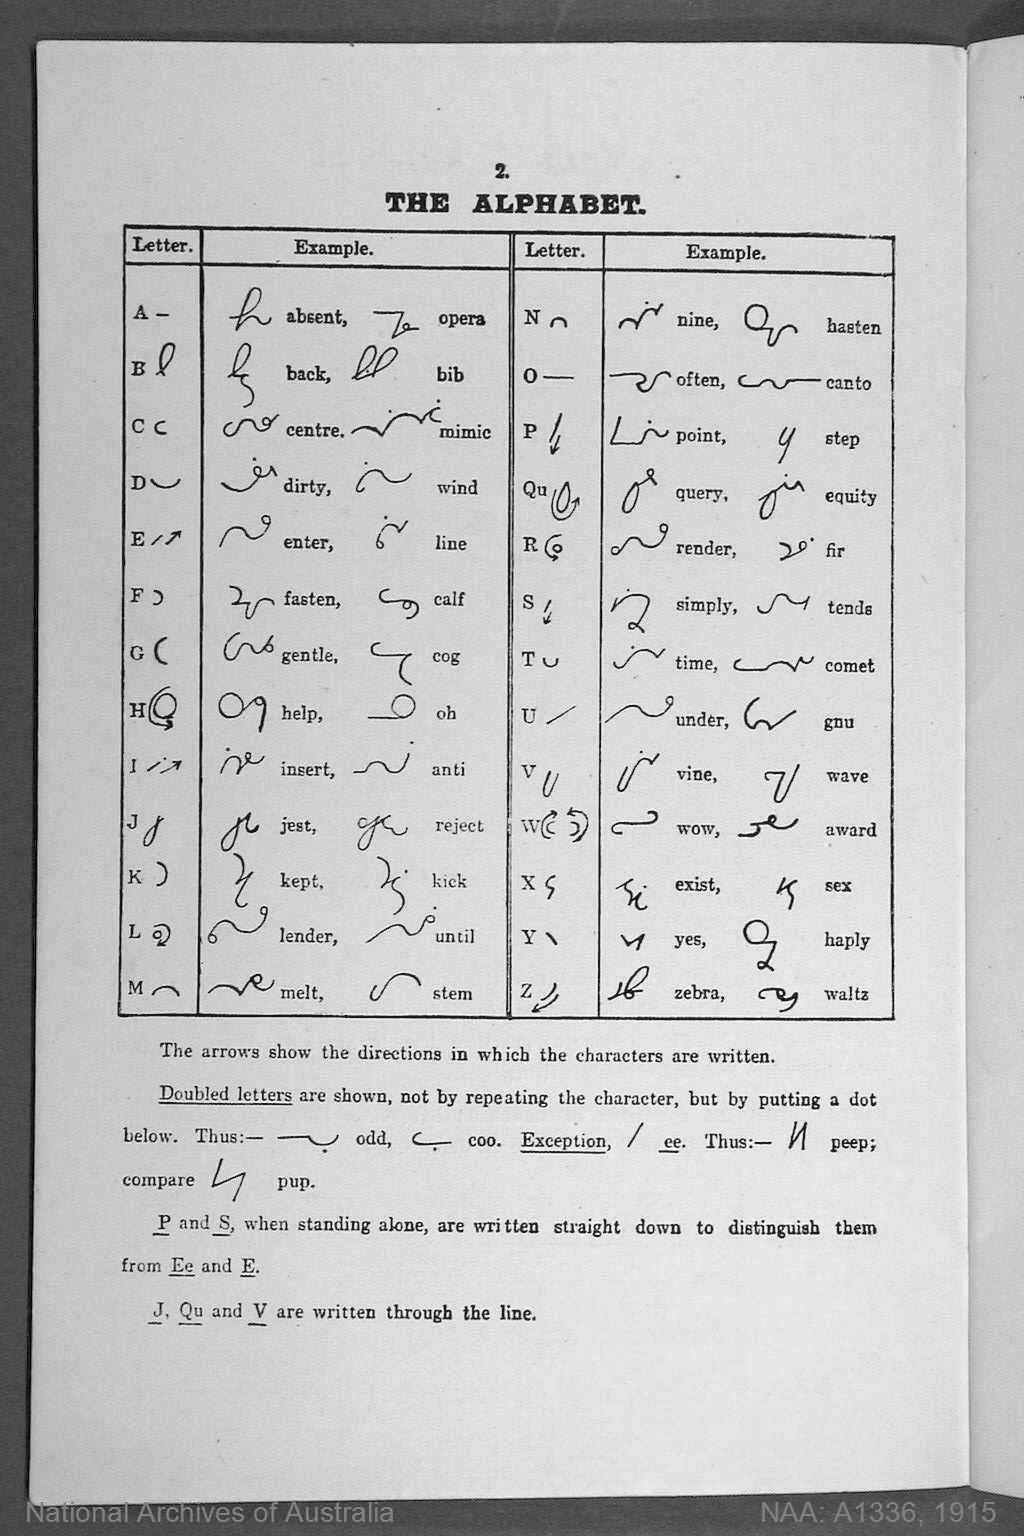 2.
THE ALPHABET.
Letter. Example. Letter. Example.
A absent, opera N nine, hasten
B back, bib O often, canto
C centre. mimic P point, step
D dirty, wind Qu query, equity
E enter, line R render, fir
F fasten, calf S simply, tends
G gentle, cog T time, comet
H help, oh U under, gnu
I insert, anti V vine, wave
J jest, reject W wow, award
K kept, kick X exist, sex
L lender, until Y yes, haply
M melt, stem Z zebra, waltz
The arrows show the directions in which the characters are written.
Doubled letters are shown, not by repeating the character, but by putting a dot
below. Thus:— odd, coo. Exception, ee. Thus:— peep;
compare pup.
P and S, when standing alone, are written straight down to distinguish them
from Ee and E.
J, Qu and V are written through the line.
National Archives of Australia NAA: A1336, 1915